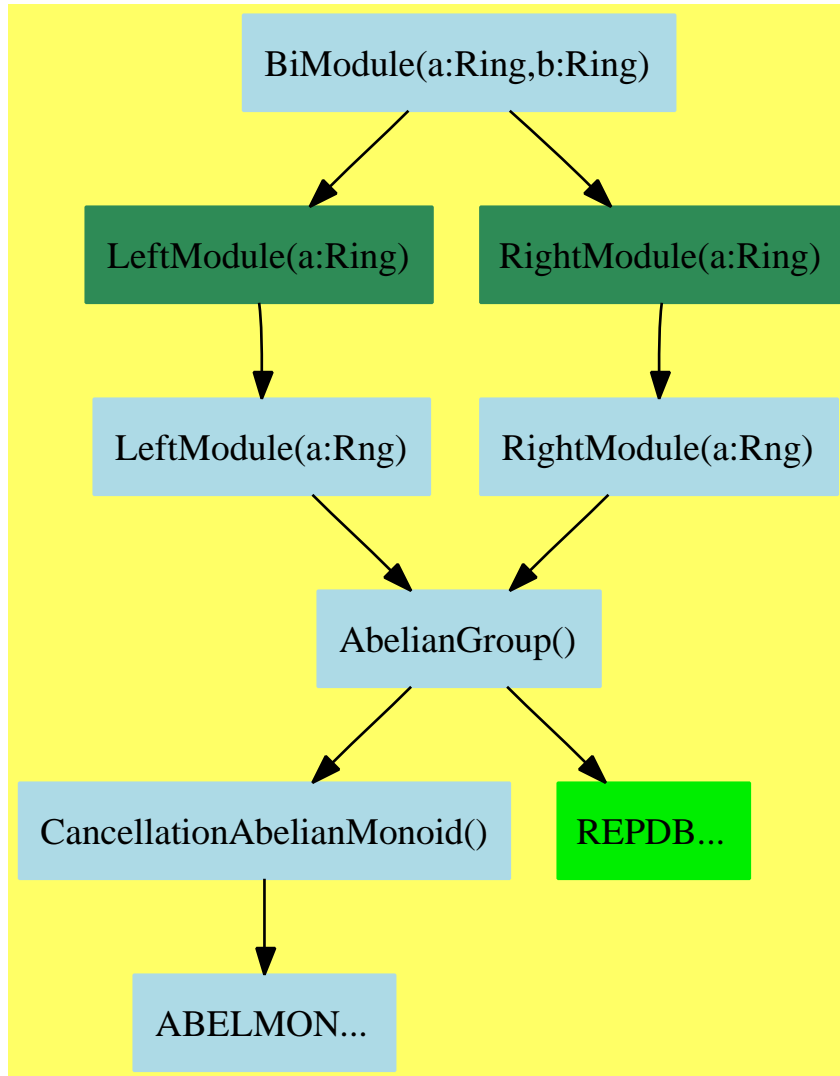 BiModule(a:Ring,b:Ring)
LeftModule(a:Ring)
RightModule(a:Ring)
LeftModule(a:Rng)
RightModule(a:Rng)
AbelianGroup()
CancellationAbelianMonoid()
REPDB...
ABELMON...